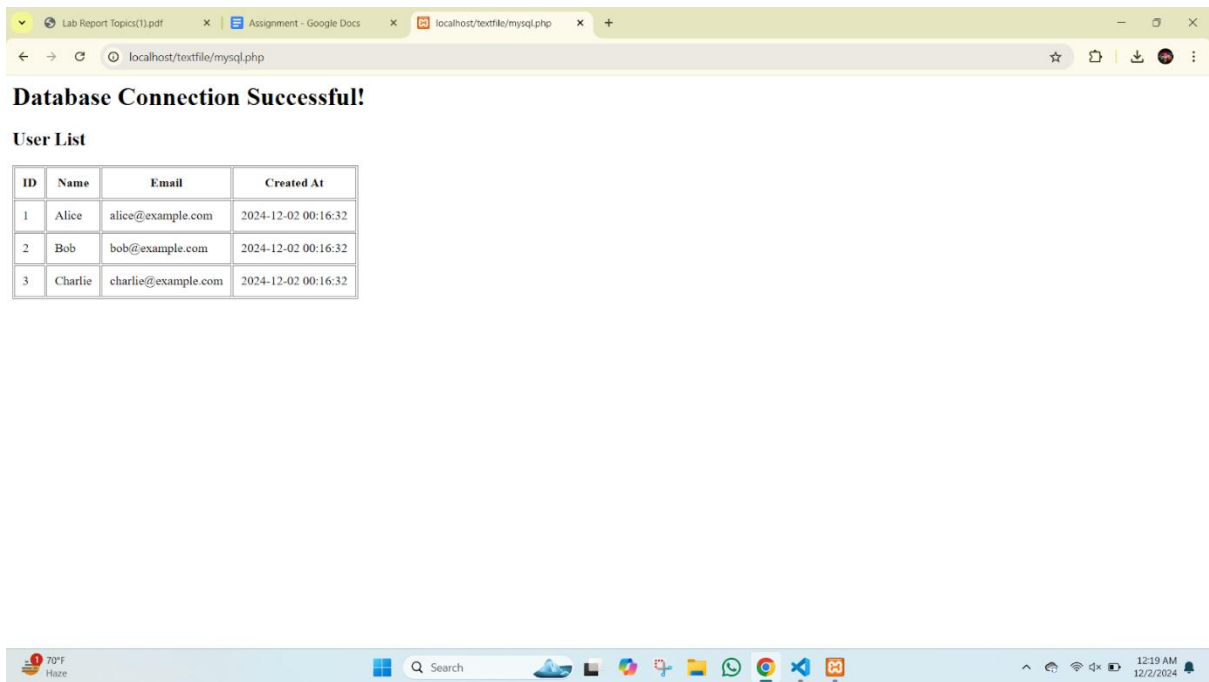 Lab Report Topics(1).pdf
Assignment - Google Docs
localhost/textfile/mysql.php
localhost/textfile/mysql.php
Database Connection Successful!
User List
ID Name Email Created At
1 Alice alice@example.com 2024-12-02 00:16:32
2 Bob bob@example.com 2024-12-02 00:16:32
3 Charlie charlie@example.com 2024-12-02 00:16:32
1
70°F
Haze
Search
12:19 AM
12/2/2024